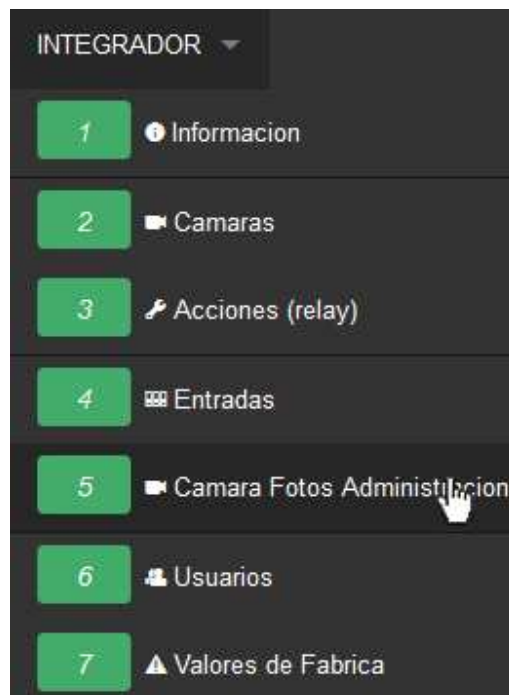 INTEGRADOR
1 Informacion
2 Camaras
3 Acciones (relay)
4 Entradas
5 Camara Fotos Administracion
6 Usuarios
7 Valores de Fabrica